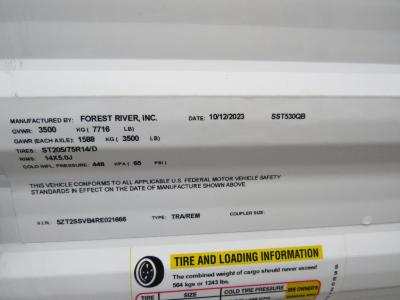 MANUFACTURED BY: FOREST RIVER, INC. DATE: 10/12/2023 SST530QB
GVWR: 3500 KG ( 7716 LB)
GAWR (EACH AXLE): 1588 KG ( 3500 LB)
TIRES: ST205/75R14/D
RIMS: 14X5.0J
COLD INFL. PRESSURE: 448 KPA ( 65 PSI )
THIS VEHICLE CONFORMS TO ALL APPLICABLE U.S. FEDERAL MOTOR VEHICLE SAFETY
STANDARDS IN EFFECT ON THE DATE OF MANUFACTURE SHOWN ABOVE.
V.I.N.: 5ZT2SSVB4RE021666 TYPE: TRA/REM COUPLER SIZE:
TIRE AND LOADING INFORMATION
The combined weight of cargo should never exceed
564 kgs or 1243 lbs.
TIRE SIZE COLD TIRE PRESSURE SEE OWNER'S